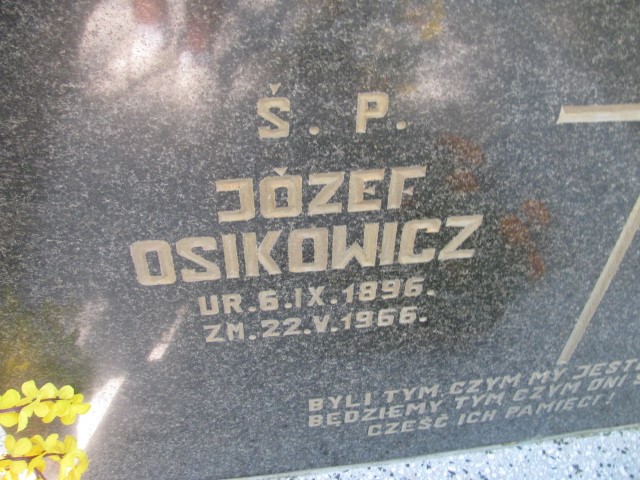 Ś. P.
JÓZEF
OSIKOWICZ
UR. 6. IX. 1896.
ZM. 22. V. 1966.
BYLI TYM, CZYM MY
BĘDZIEMY TYM CZYM ONI
CZEŚĆ ICH PAMIĘCI!